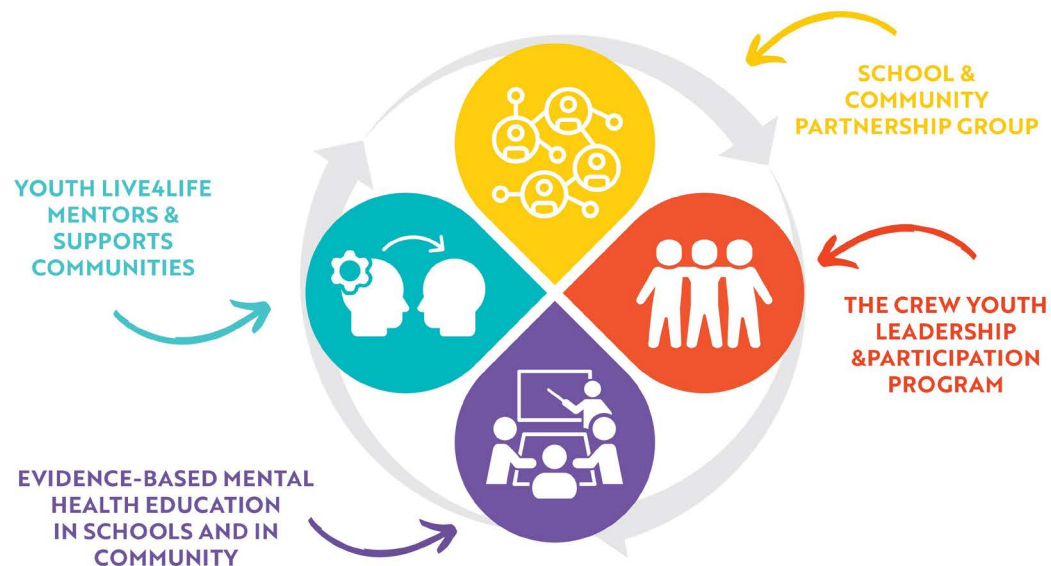 SCHOOL &
COMMUNITY
PARTNERSHIP GROUP
YOUTH LIVE4LIFE
MENTORS &
SUPPORTS
COMMUNITIES
THE CREW YOUTH
LEADERSHIP
&PARTICIPATION
PROGRAM
EVIDENCE-BASED MENTAL
HEALTH EDUCATION
IN SCHOOLS AND IN
COMMUNITY